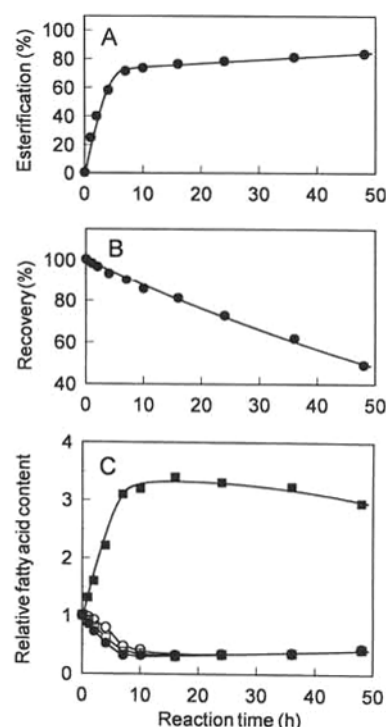 A
Esterification (%)
100
80
60
40
20
0
0 10 20 30 40 50
B
Recovery (%)
100
80
60
40
0 10 20 30 40 50
C
Relative fatty acid content
4
3
2
1
0
0 10 20 30 40 50
Reaction time (h)